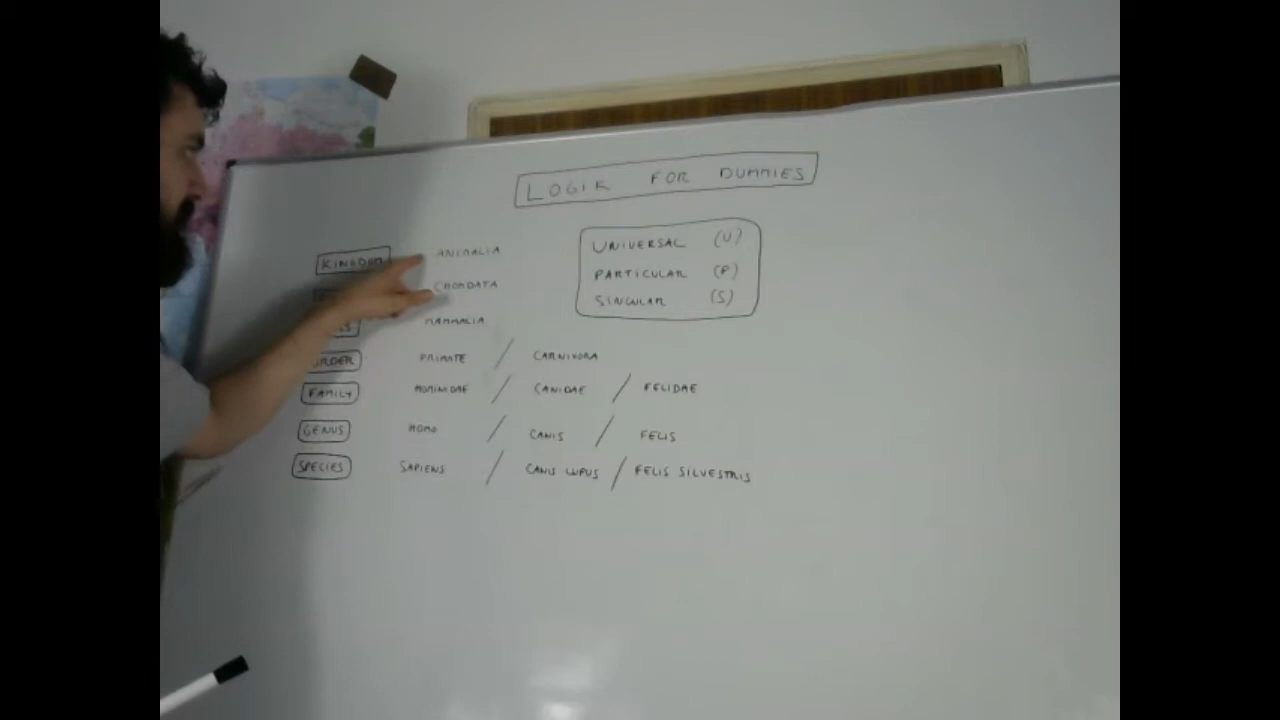 LOGIK FOR DUMMIES
UNIVERSAL (U)
PARTICULAR (P)
SINGULAR (S)
KINGDOM ANIMALIA
CHORDATA
MAMMALIA
ORDER PRIMATE / CARNIVORA
FAMILY HOMINIDAE / CANIDAE / FELIDAE
GENUS HOMO / CANIS / FELIS
SPECIES SAPIENS / CANIS LUPUS / FELIS SILVESTRIS